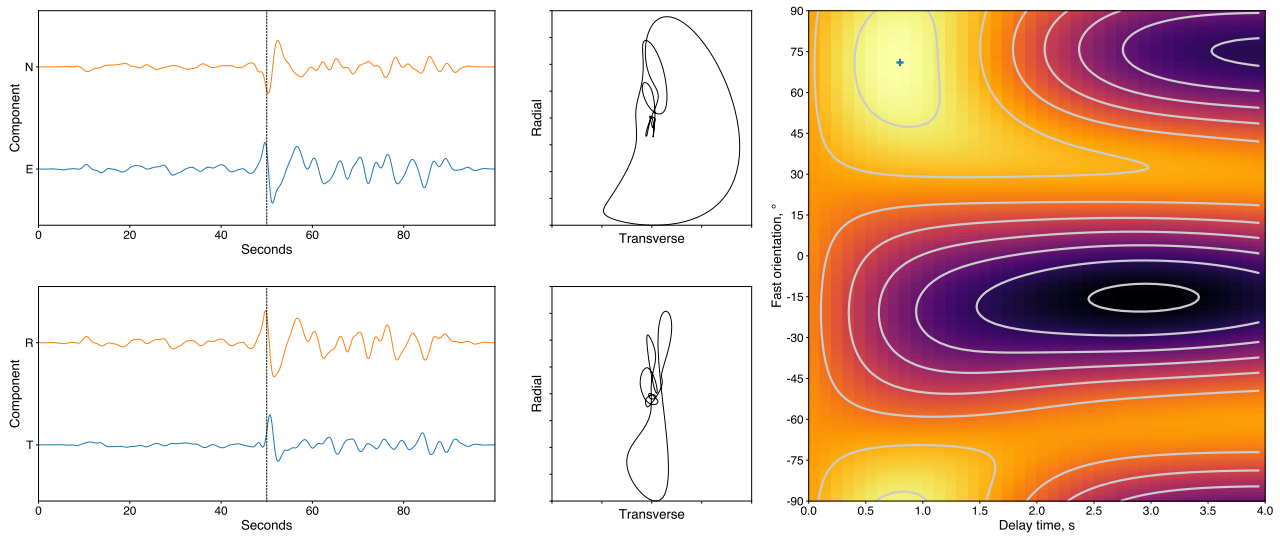 Component
N
E
0 20 40 60 80
Seconds
Radial
Transverse
Component
R
T
0 20 40 60 80
Seconds
Radial
Transverse
Fast orientation, °
90
75
60
45
30
15
0
-15
-30
-45
-60
-75
-90
0.0 0.5 1.0 1.5 2.0 2.5 3.0 3.5 4.0
Delay time, s